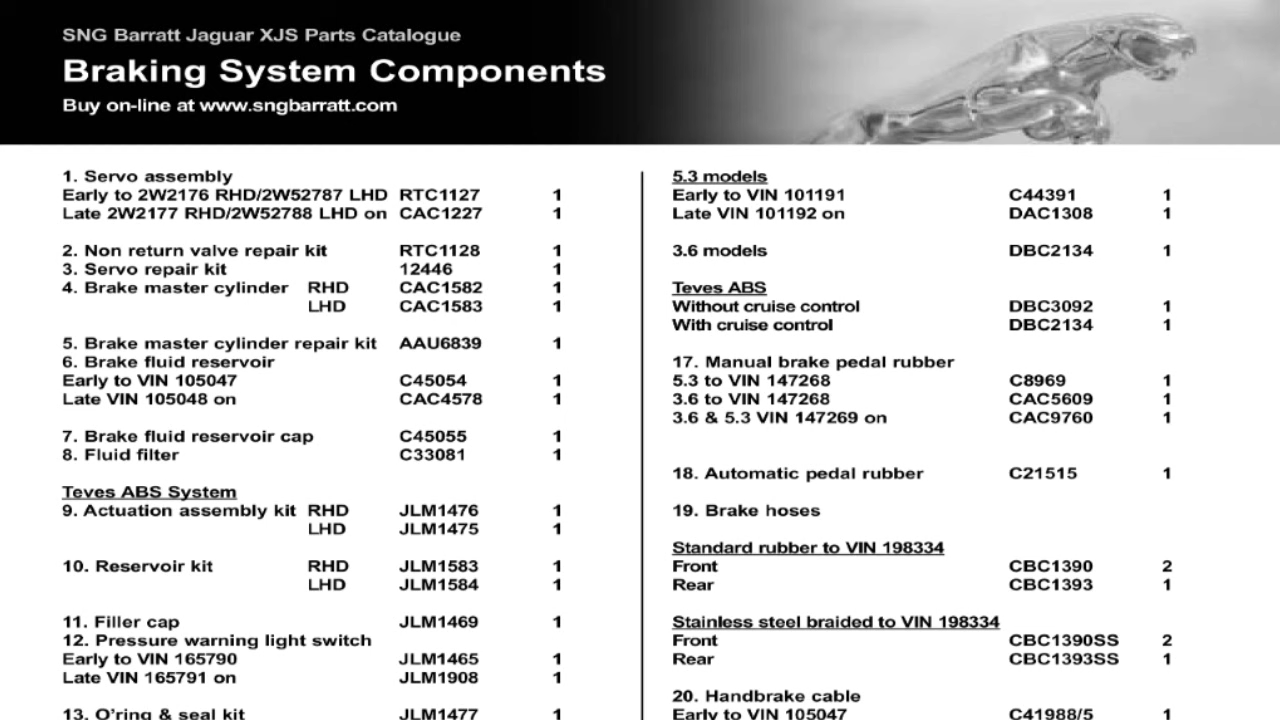 SNG Barratt Jaguar XJS Parts Catalogue
Braking System Components
Buy on-line at www.sngbarratt.com
1. Servo assembly
Early to 2W2176 RHD/2W52787 LHD RTC1127 1
Late 2W2177 RHD/2W52788 LHD on CAC1227 1
2. Non return valve repair kit RTC1128 1
3. Servo repair kit 12446 1
4. Brake master cylinder RHD CAC1582 1
LHD CAC1583 1
5. Brake master cylinder repair kit AAU6839 1
6. Brake fluid reservoir
Early to VIN 105047 C45054 1
Late VIN 105048 on CAC4578 1
7. Brake fluid reservoir cap C45055 1
8. Fluid filter C33081 1
Teves ABS System
9. Actuation assembly kit RHD JLM1476 1
LHD JLM1475 1
10. Reservoir kit RHD JLM1583 1
LHD JLM1584 1
11. Filler cap JLM1469 1
12. Pressure warning light switch
Early to VIN 165790 JLM1465 1
Late VIN 165791 on JLM1908 1
13. O'ring & seal kit JLM1477 1
5.3 models
Early to VIN 101191 C44391 1
Late VIN 101192 on DAC1308 1
3.6 models DBC2134 1
Teves ABS
Without cruise control DBC3092 1
With cruise control DBC2134 1
17. Manual brake pedal rubber
5.3 to VIN 147268 C8969 1
3.6 to VIN 147268 CAC5609 1
3.6 & 5.3 VIN 147269 on CAC9760 1
18. Automatic pedal rubber C21515 1
19. Brake hoses
Standard rubber to VIN 198334
Front CBC1390 2
Rear CBC1393 1
Stainless steel braided to VIN 198334
Front CBC1390SS 2
Rear CBC1393SS 1
20. Handbrake cable
Early to VIN 105047 C41988/5 1